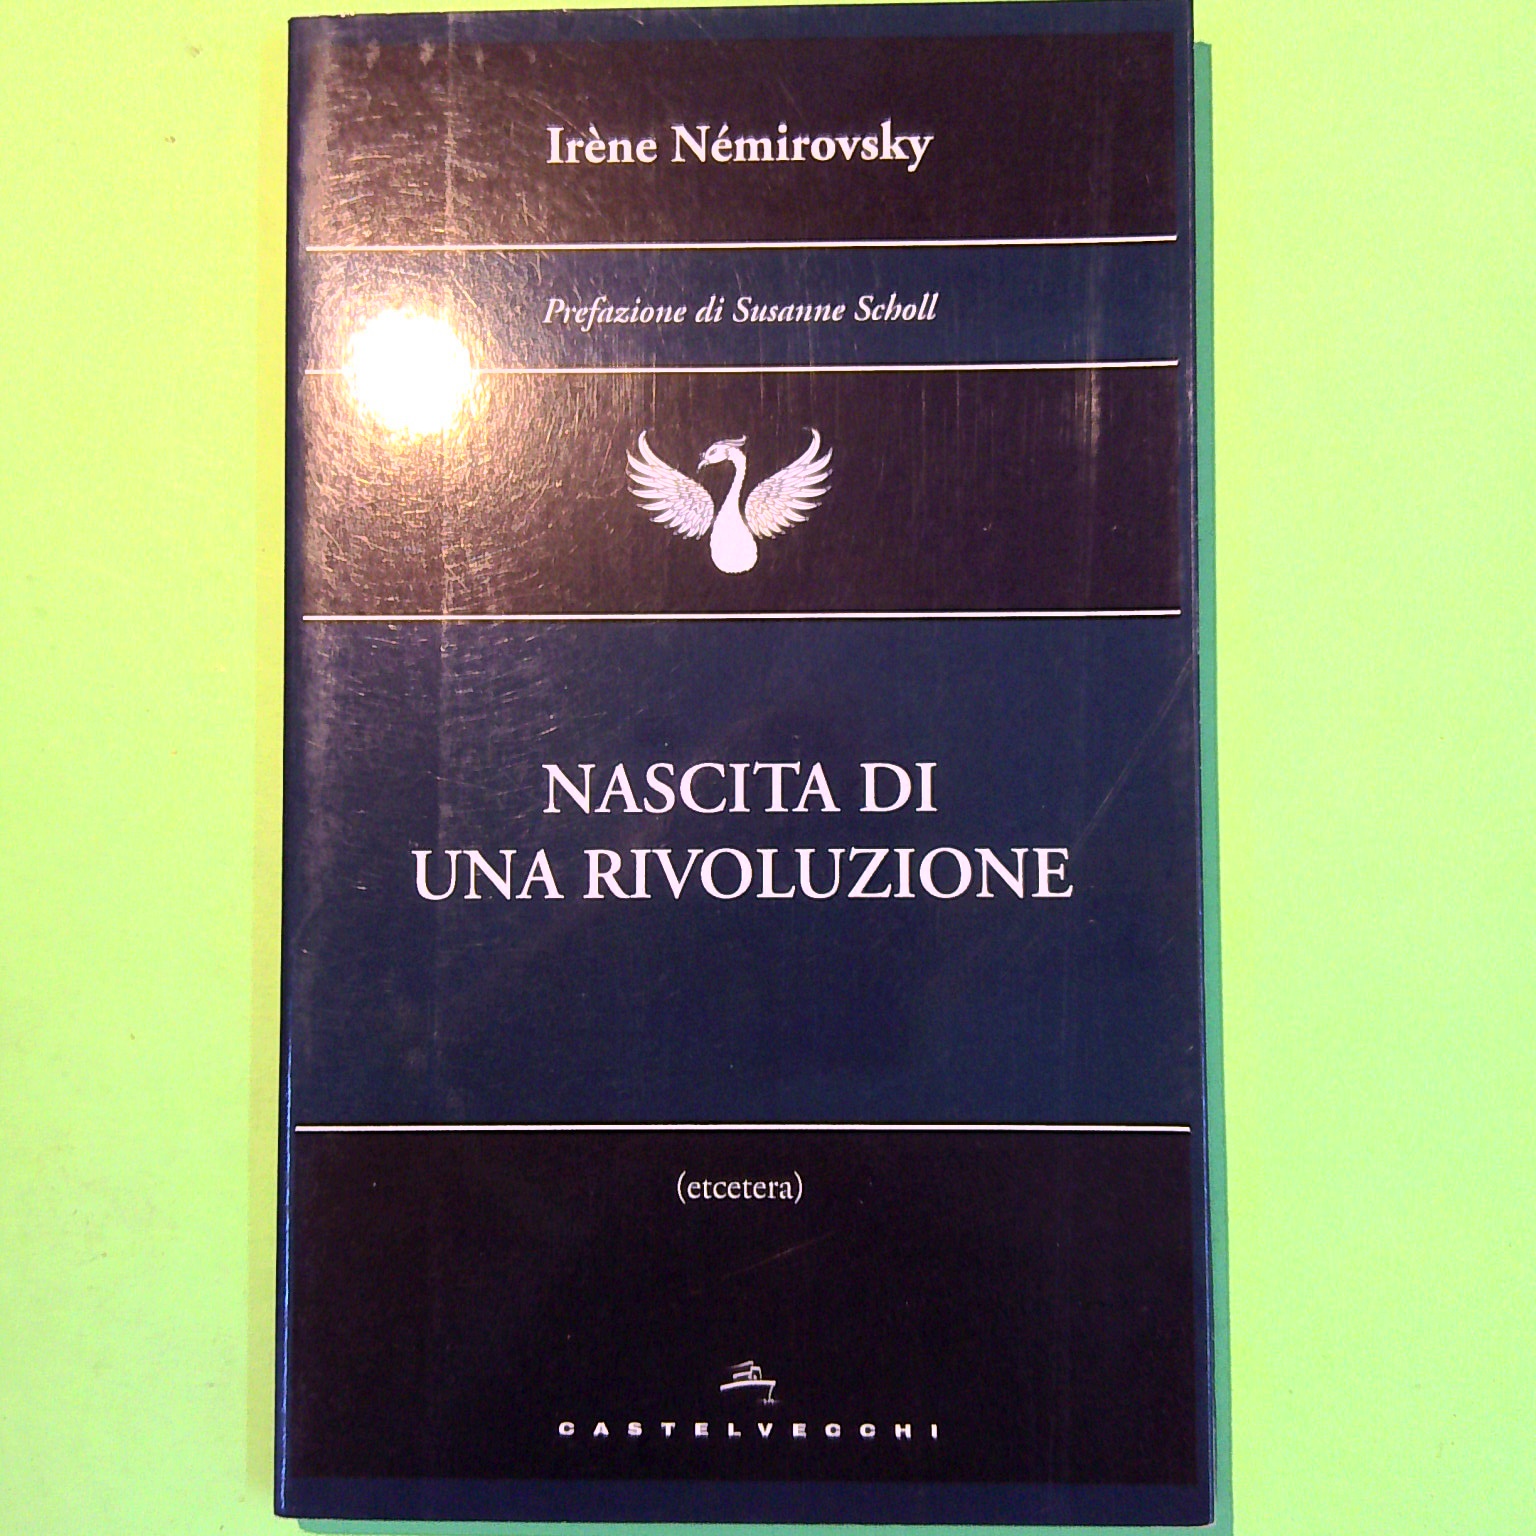 Irène Némirovsky
Prefazione di Susanne Scholl
NASCITA DI
UNA RIVOLUZIONE
(etcetera)
CASTELVECCHI